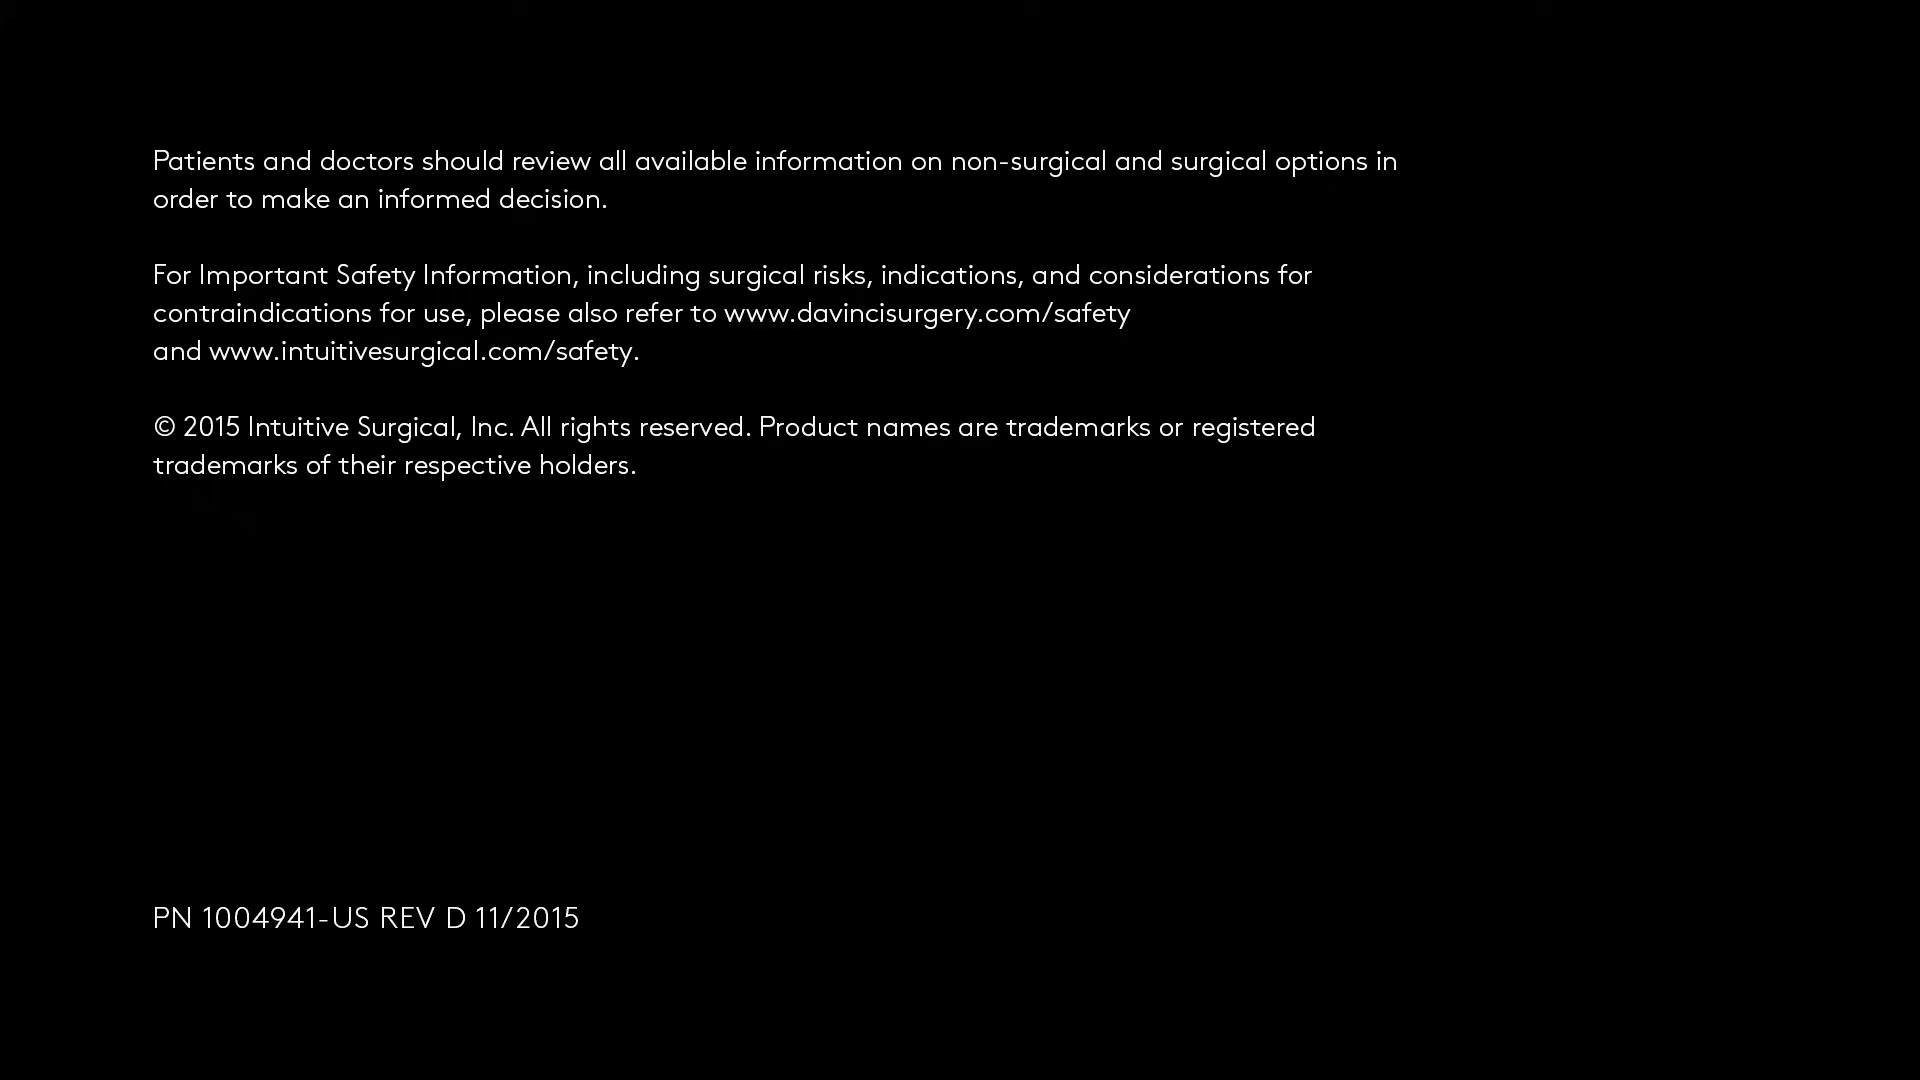 Patients and doctors should review all available information on non-surgical and surgical options in
order to make an informed decision.
For Important Safety Information, including surgical risks, indications, and considerations for
contraindications for use, please also refer to www.davincisurgery.com/safety
and www.intuitivesurgical.com/safety.
© 2015 Intuitive Surgical, Inc. All rights reserved. Product names are trademarks or registered
trademarks of their respective holders.
PN 1004941-US REV D 11/2015